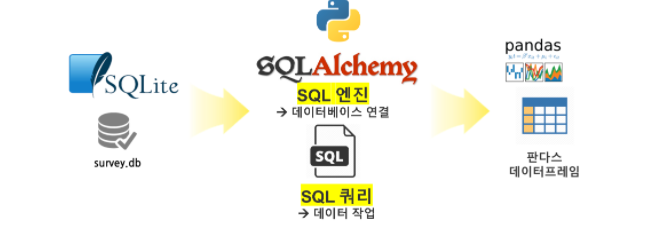 SQLite
survey.db
SQLAlchemy
SQL 엔진
→ 데이터베이스 연결
SQL
SQL 쿼리
→ 데이터 작업
pandas
판다스
데이터프레임